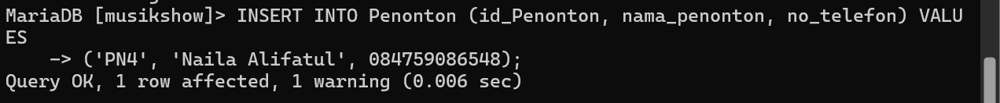 MariaDB [musikshow]> INSERT INTO Penonton (id_Penonton, nama_penonton, no_telefon) VALU
ES
    -> ('PN4', 'Naila Alifatul', 084759086548);
Query OK, 1 row affected, 1 warning (0.006 sec)